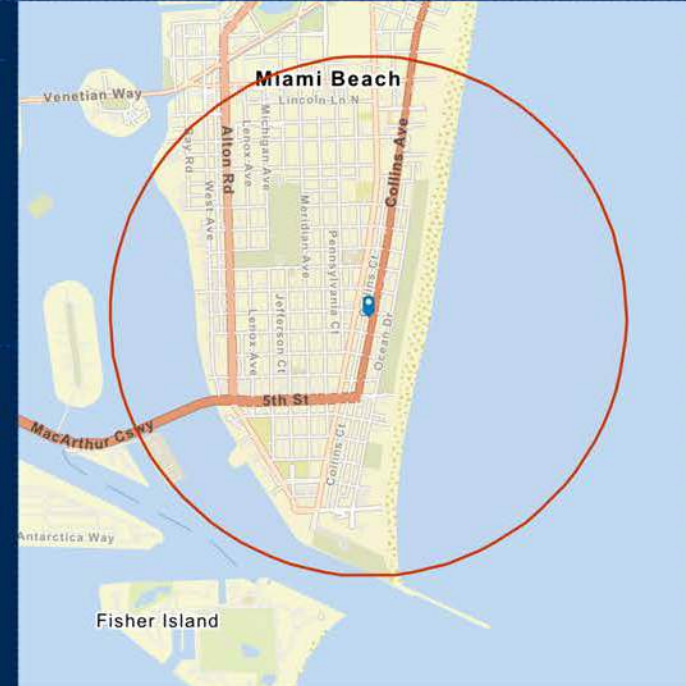 Miami Beach
Lincoln Ln N
Venetian Way
Bay Rd
Alton Rd
Lenox Ave
Michigan Ave
Collins Ave
West Ave
Meridian Ave
Pennsylvania Ct
Collins Ct
Jefferson Ct
Lenox Ave
Ocean Dr
5th St
MacArthur Cswy
Collins Ct
Antarctica Way
Fisher Island